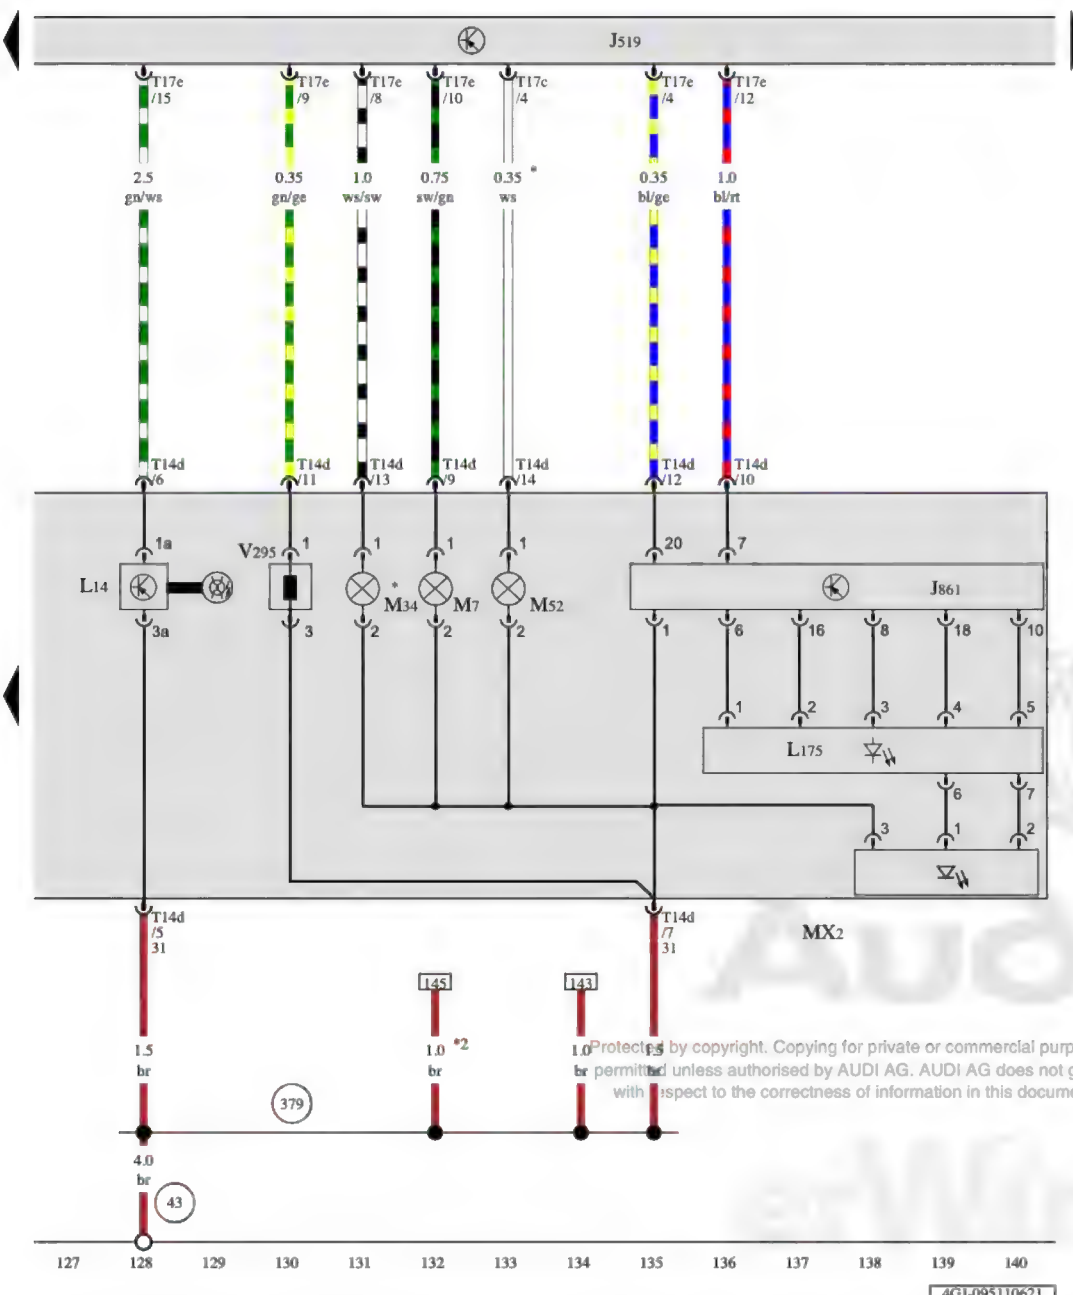 J519
T17e T17e T17e T17e T17c T17e T17e
/15 /9 /8 /10 /4 /4 /12
2.5 0.35 1.0 0.75 0.35 * 0.35 1.0
gn/ws gn/ge ws/sw sw/gn ws bl/ge bl/rt
T14d T14d T14d T14d T14d T14d T14d
/6 /11 /13 /9 /14 /12 /10
1a V295 1 1 1 1 20 7
L14 * M34 M7 M52 J861
3a 3 2 2 2 1 6 16 8 18 10
1 2 3 4 5
L175
6 7
3 1 2
T14d T14d
/5 /7
31 31
MX2
Aud
145 143
1.5 1.0 *2 1.0 1.5
br br br br
Protected by copyright. Copying for private or commercial purp
permitted unless authorised by AUDI AG. AUDI AG does not g
with respect to the correctness of information in this docume
379
4.0
br
43
erWin
127 128 129 130 131 132 133 134 135 136 137 138 139 140
4G1-095110621